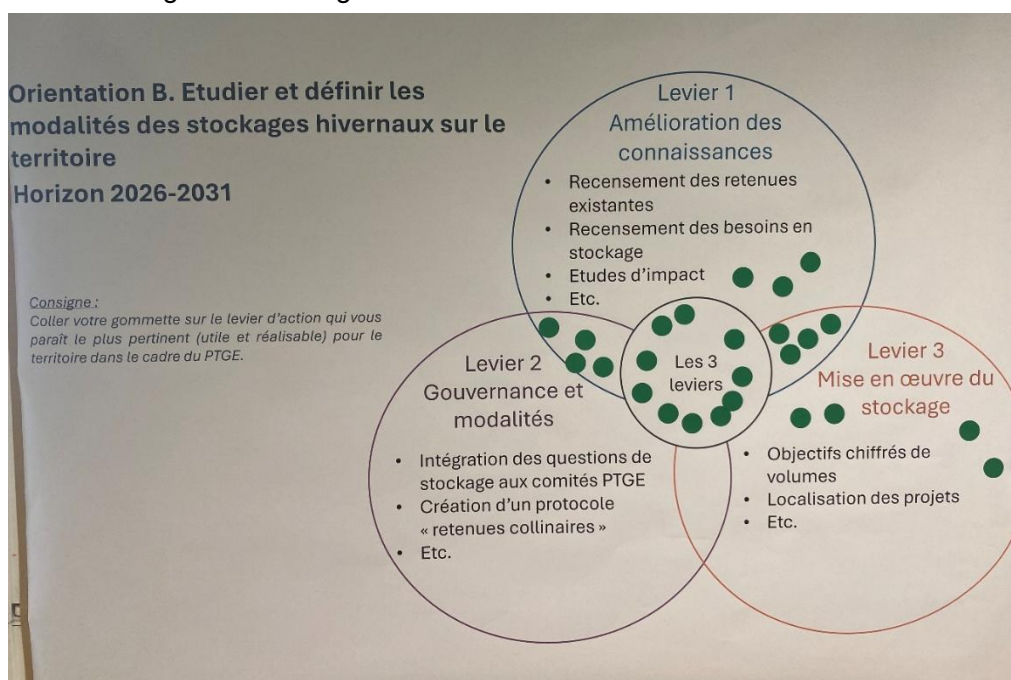 Orientation B. Etudier et définir les
modalités des stockages hivernaux sur le
territoire
Horizon 2026-2031
Consigne :
Coller votre gommette sur le levier d'action qui vous
paraît le plus pertinent (utile et réalisable) pour le
territoire dans le cadre du PTGE.
Levier 1
Amélioration des
connaissances
• Recensement des retenues
existantes
• Recensement des besoins en
stockage
• Etudes d'impact
• Etc.
Les 3
leviers
Levier 2
Gouvernance et
modalités
• Intégration des questions de
stockage aux comités PTGE
• Création d'un protocole
« retenues collinaires »
• Etc.
Levier 3
Mise en œuvre du
stockage
• Objectifs chiffrés de
volumes
• Localisation des projets
• Etc.